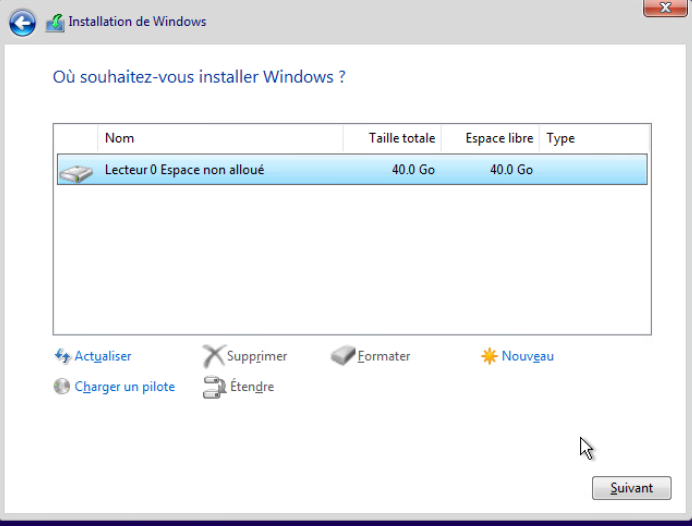 Installation de Windows
Où souhaitez-vous installer Windows ?
Nom Taille totale Espace libre Type
Lecteur 0 Espace non alloué 40.0 Go 40.0 Go
Actualiser Supprimer Formater Nouveau
Charger un pilote Étendre
Suivant